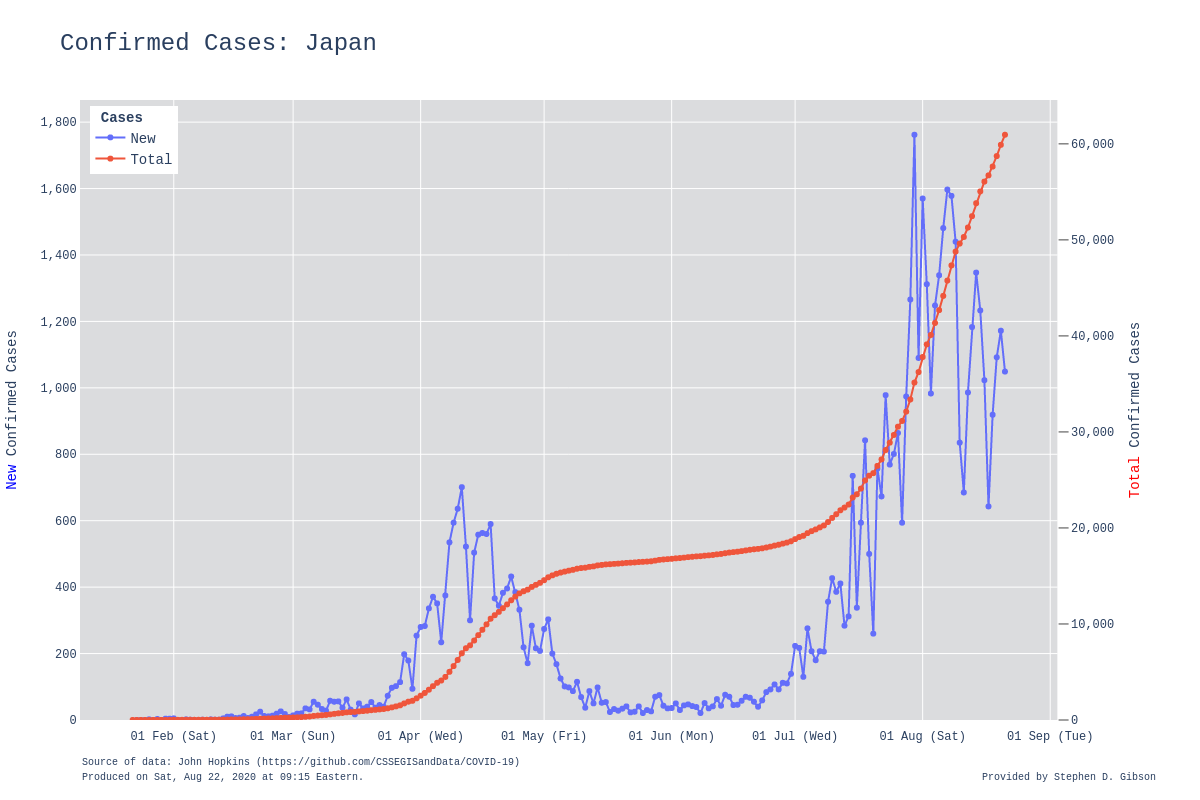 Confirmed Cases: Japan
Cases
New
Total
1,800
1,600
1,400
1,200
1,000
800
600
400
200
0
New Confirmed Cases
60,000
50,000
40,000
30,000
20,000
10,000
0
Total Confirmed Cases
01 Feb (Sat)
01 Mar (Sun)
01 Apr (Wed)
01 May (Fri)
01 Jun (Mon)
01 Jul (Wed)
01 Aug (Sat)
01 Sep (Tue)
Source of data: John Hopkins (https://github.com/CSSEGISandData/COVID-19)
Produced on Sat, Aug 22, 2020 at 09:15 Eastern.
Provided by Stephen D. Gibson